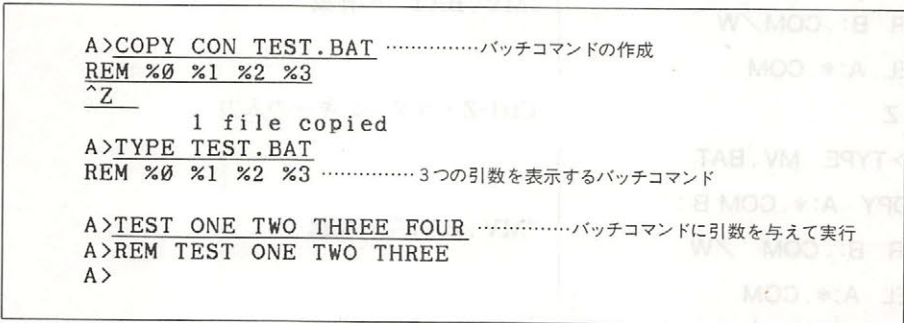 A>COPY CON TEST.BAT ……………バッチコマンドの作成
REM %0 %1 %2 %3
^Z
1 file copied
A>TYPE TEST.BAT
REM %0 %1 %2 %3 ……………3つの引数を表示するバッチコマンド
A>TEST ONE TWO THREE FOUR ……………バッチコマンドに引数を与えて実行
A>REM TEST ONE TWO THREE
A>